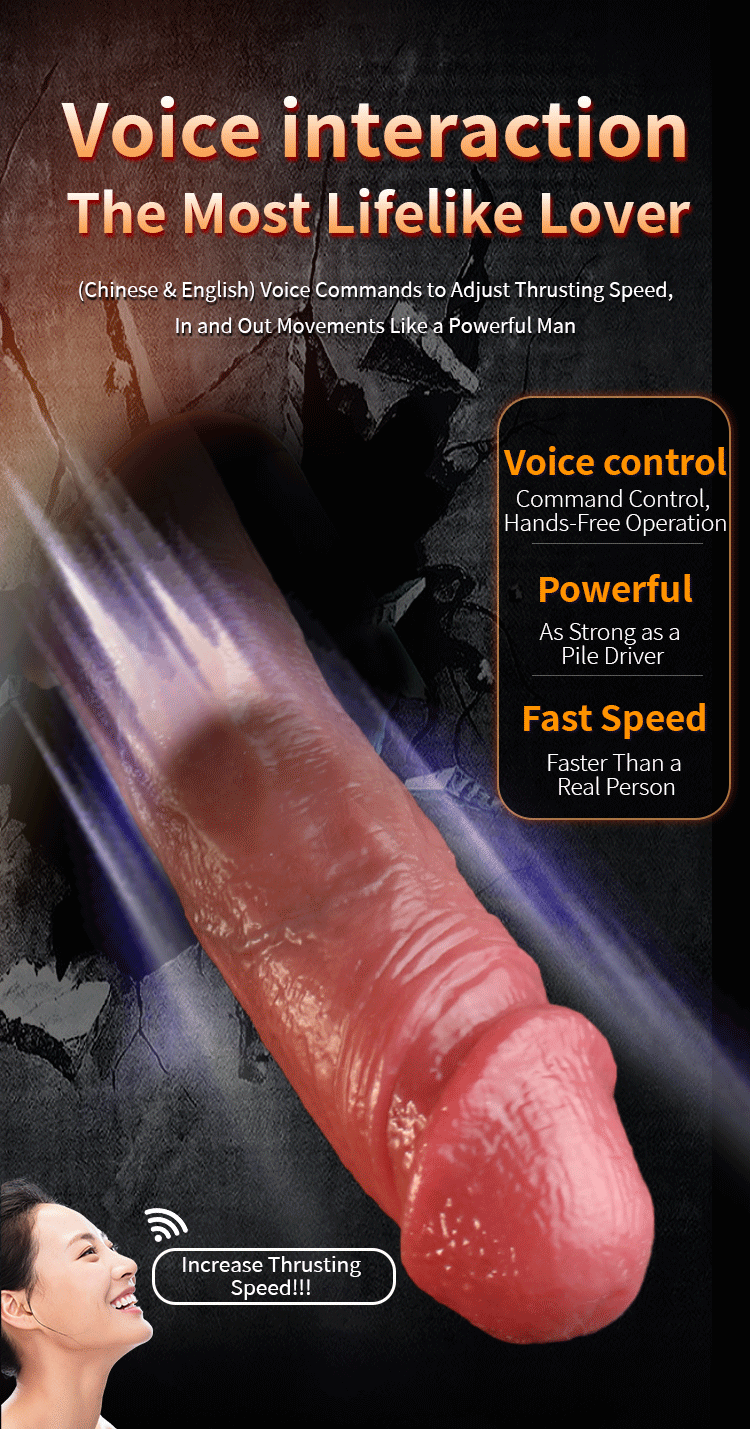 Voice interaction
The Most Lifelike Lover
(Chinese & English) Voice Commands to Adjust Thrusting Speed,
In and Out Movements Like a Powerful Man
Voice control
Command Control,
Hands-Free Operation
Powerful
As Strong as a
Pile Driver
Fast Speed
Faster Than a
Real Person
Increase Thrusting
Speed!!!